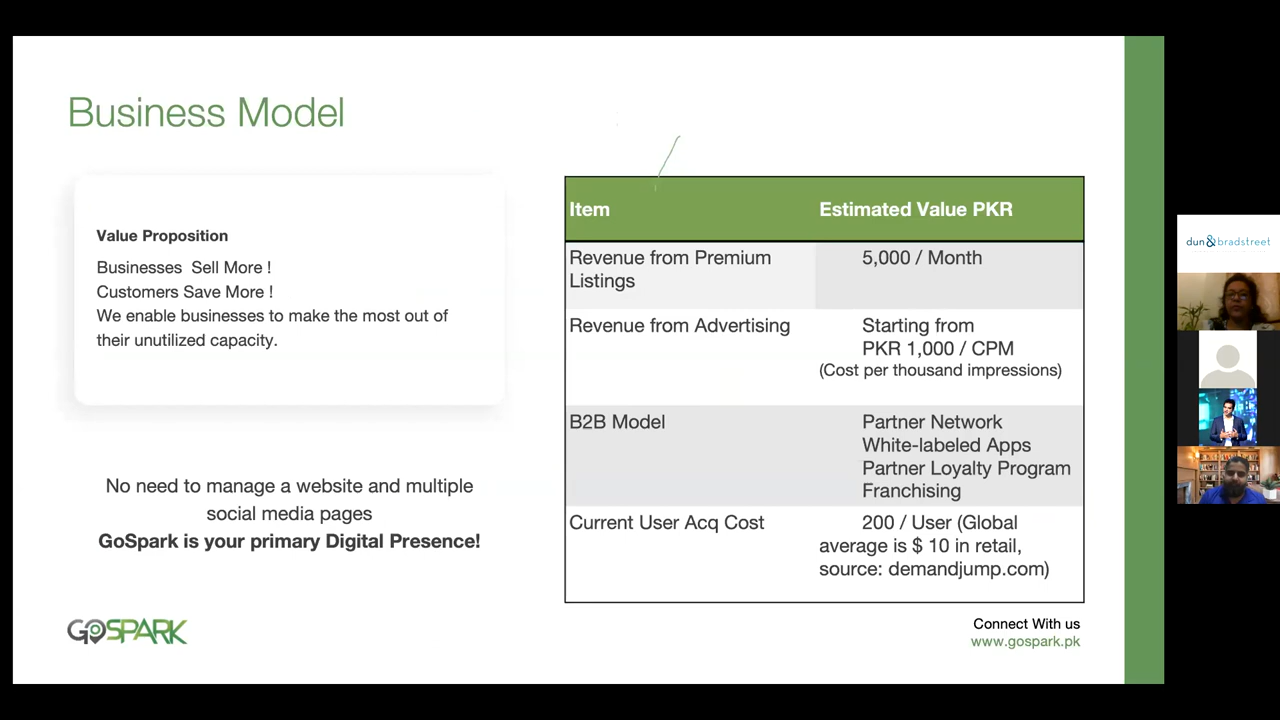 Business Model
Value Proposition
Businesses Sell More !
Customers Save More !
We enable businesses to make the most out of
their unutilized capacity.
No need to manage a website and multiple
social media pages
GoSpark is your primary Digital Presence!
GOSPARK
Item Estimated Value PKR
Revenue from Premium
Listings
5,000 / Month
Revenue from Advertising
Starting from
PKR 1,000 / CPM
(Cost per thousand impressions)
B2B Model
Partner Network
White-labeled Apps
Partner Loyalty Program
Franchising
Current User Acq Cost
200 / User (Global
average is $ 10 in retail,
source: demandjump.com)
Connect With us
www.gospark.pk
dun&bradstreet